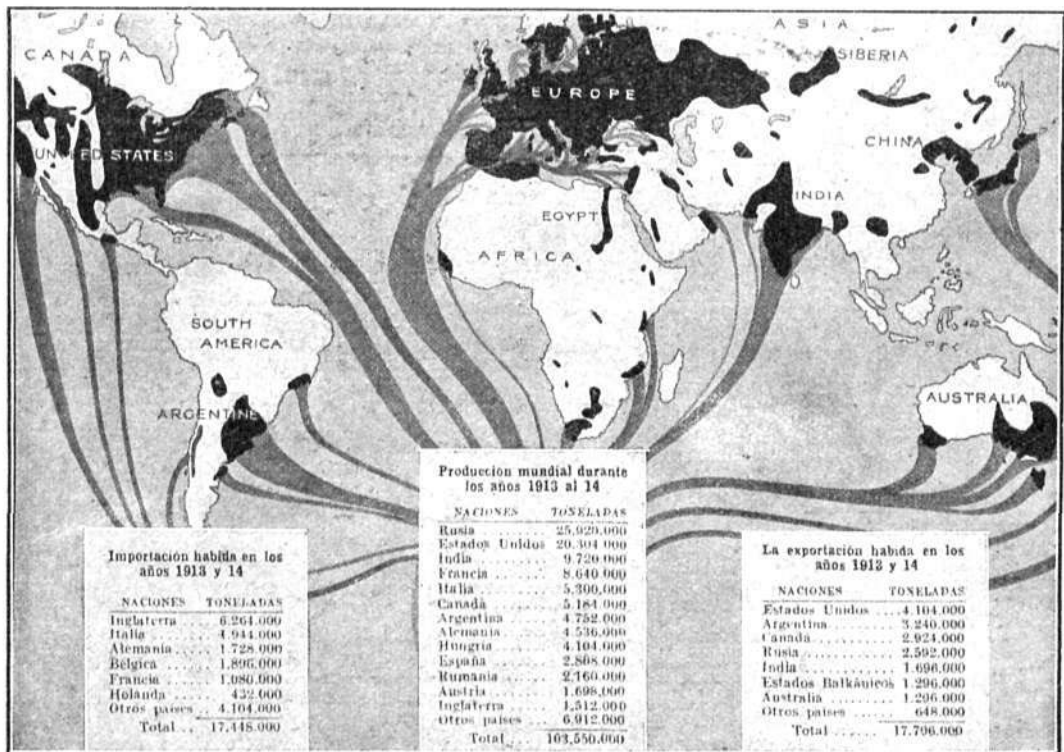 ASIA
CANADA
SIBERIA
EUROPE
UNITED STATES
CHINA
INDIA
EGYPT
AFRICA
SOUTH
AMERICA
ARGENTINE
AUSTRALIA
Importación habida en los
años 1913 y 14
NACIONES TONELADAS
Inglaterra ..... 6.264.000
Italia ......... 4.944.000
Alemania ...... 1.728.000
Bélgica ....... 1.896.000
Francia ....... 1.080.000
Holanda ...... 432.000
Otros países ... 4.104.000
Total ... 17.448.000
Producción mundial durante
los años 1913 al 14
NACIONES TONELADAS
Rusia ......... 25.920.000
Estados Unidos 20.304.000
India ......... 9.720.000
Francia ....... 8.640.000
Italia ........ 5.300.000
Canadá ....... 5.184.000
Argentina ..... 4.752.000
Alemania ..... 4.536.000
Hungría ...... 4.104.000
España ....... 2.808.000
Rumania ..... 2.160.000
Austria ....... 1.698.000
Inglaterra .... 1.512.000
Otros países ... 6.912.000
Total ... 103,550.000
La exportación habida en los
años 1913 y 14
NACIONES TONELADAS
Estados Unidos .. 4.104.000
Argentina ....... 3.240.000
Canadá ......... 2.924.000
Rusia ........... 2.592.000
India ........... 1.696.000
Estados Balkánicos 1.296.000
Australia ........ 1.296.000
Otros países ..... 648.000
Total ... 17.796.000